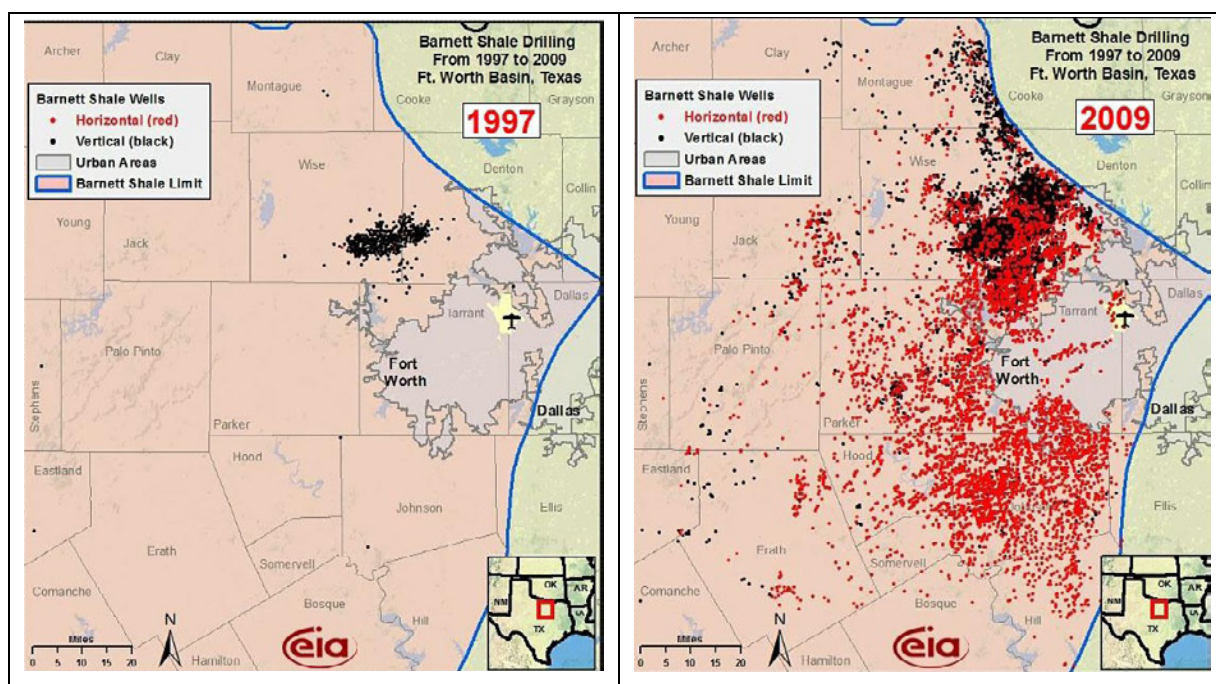 Barnett Shale Drilling
From 1997 to 2009
Ft. Worth Basin, Texas
1997
Barnett Shale Wells
Horizontal (red)
Vertical (black)
Urban Areas
Barnett Shale Limit
Archer
Clay
Montague
Cooke
Grayson
Young
Jack
Wise
Denton
Collin
Stephens
Palo Pinto
Parker
Tarrant
Dallas
Fort
Worth
Dallas
Eastland
Hood
Johnson
Ellis
Erath
Somervell
Comanche
Bosque
Hill
Hamilton
Miles
0 5 10 20
N
eia
NM
OK
AR
TX
LA
Barnett Shale Drilling
From 1997 to 2009
Ft. Worth Basin, Texas
2009
Barnett Shale Wells
Horizontal (red)
Vertical (black)
Urban Areas
Barnett Shale Limit
Archer
Clay
Montague
Cooke
Grayson
Young
Jack
Wise
Denton
Collin
Stephens
Palo Pinto
Parker
Tarrant
Dallas
Fort
Worth
Dallas
Eastland
Hood
Johnson
Ellis
Erath
Somervell
Comanche
Bosque
Hill
Hamilton
Miles
0 5 10 20
N
eia
NM
OK
AR
TX
LA